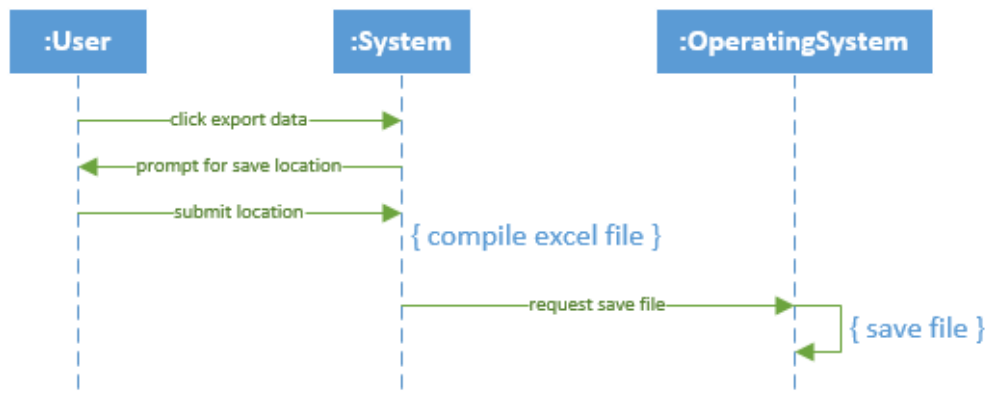 :User
:System
:OperatingSystem
click export data
prompt for save location
submit location
{ compile excel file }
request save file
{ save file }